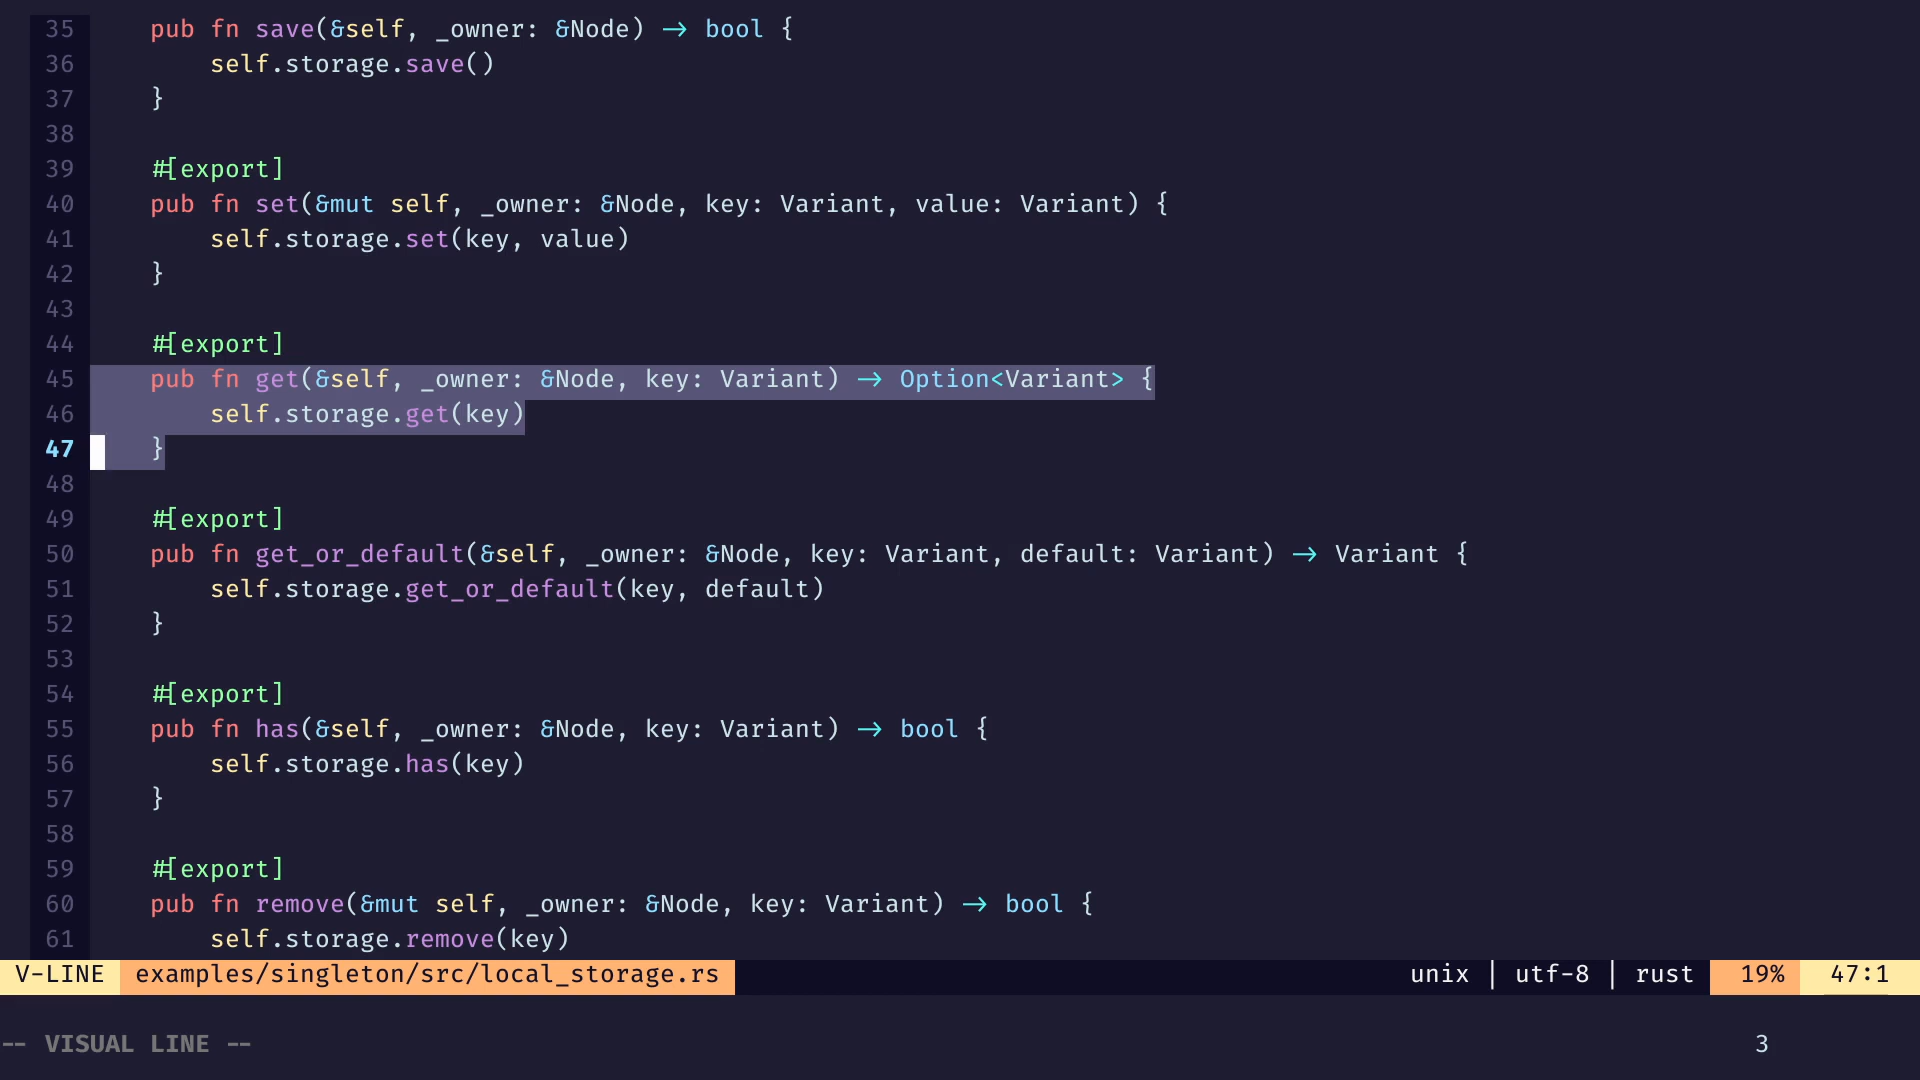 35 pub fn save(&self, _owner: &Node) -> bool {
36 self.storage.save()
37 }
38
39 #[export]
40 pub fn set(&mut self, _owner: &Node, key: Variant, value: Variant) {
41 self.storage.set(key, value)
42 }
43
44 #[export]
45 pub fn get(&self, _owner: &Node, key: Variant) -> Option<Variant> {
46 self.storage.get(key)
47 }
48
49 #[export]
50 pub fn get_or_default(&self, _owner: &Node, key: Variant, default: Variant) -> Variant {
51 self.storage.get_or_default(key, default)
52 }
53
54 #[export]
55 pub fn has(&self, _owner: &Node, key: Variant) -> bool {
56 self.storage.has(key)
57 }
58
59 #[export]
60 pub fn remove(&mut self, _owner: &Node, key: Variant) -> bool {
61 self.storage.remove(key)
V-LINE examples/singleton/src/local_storage.rs unix | utf-8 | rust 19% 47:1
-- VISUAL LINE -- 3